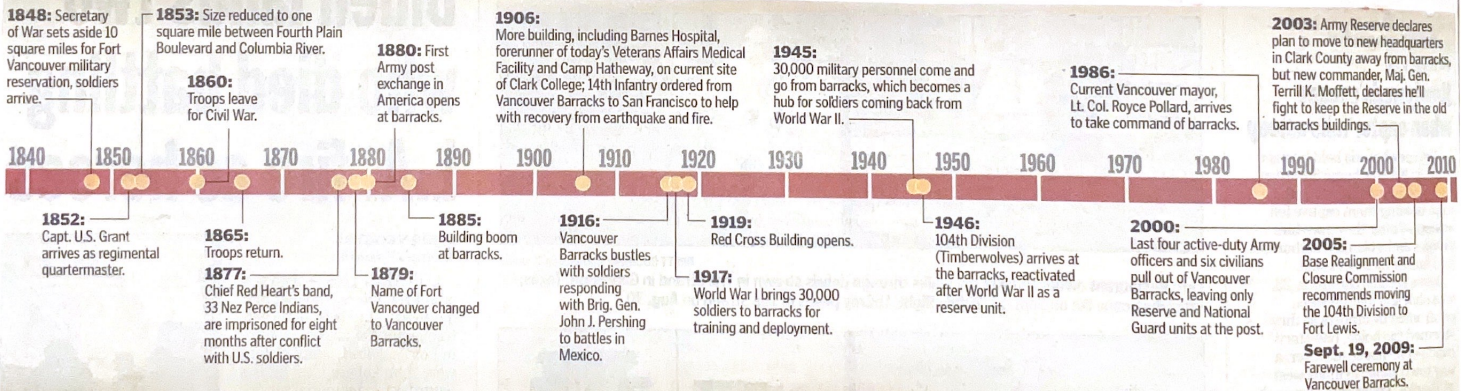 1848: Secretary
of War sets aside 10
square miles for Fort
Vancouver military
reservation, soldiers
arrive.
1853: Size reduced to one
square mile between Fourth Plain
Boulevard and Columbia River.
1860:
Troops leave
for Civil War.
1880: First
Army post
exchange in
America opens
at barracks.
1906:
More building, including Barnes Hospital,
forerunner of today's Veterans Affairs Medical
Facility and Camp Hatheway, on current site
of Clark College; 14th Infantry ordered from
Vancouver Barracks to San Francisco to help
with recovery from earthquake and fire.
1945:
30,000 military personnel come and
go from barracks, which becomes a
hub for soldiers coming back from
World War II.
1986:
Current Vancouver mayor,
Lt. Col. Royce Pollard, arrives
to take command of barracks.
2003: Army Reserve declares
plan to move to new headquarters
in Clark County away from barracks,
but new commander, Maj. Gen.
Terrill K. Moffett, declares he'll
fight to keep the Reserve in the old
barracks buildings.
1840 1850 1860 1870 1880 1890 1900 1910 1920 1930 1940 1950 1960 1970 1980 1990 2000 2010
1852:
Capt. U.S. Grant
arrives as regimental
quartermaster.
1865:
Troops return.
1877:
Chief Red Heart's band,
33 Nez Perce Indians,
are imprisoned for eight
months after conflict
with U.S. soldiers.
1879:
Name of Fort
Vancouver changed
to Vancouver
Barracks.
1885:
Building boom
at barracks.
1916:
Vancouver
Barracks bustles
with soldiers
responding
with Brig. Gen.
John J. Pershing
to battles in
Mexico.
1919:
Red Cross Building opens.
1917:
World War I brings 30,000
soldiers to barracks for
training and deployment.
1946:
104th Division
(Timberwolves) arrives at
the barracks, reactivated
after World War II as a
reserve unit.
2000:
Last four active-duty Army
officers and six civilians
pull out of Vancouver
Barracks, leaving only
Reserve and National
Guard units at the post.
2005:
Base Realignment and
Closure Commission
recommends moving
the 104th Division to
Fort Lewis.
Sept. 19, 2009:
Farewell ceremony at
Vancouver Barracks.